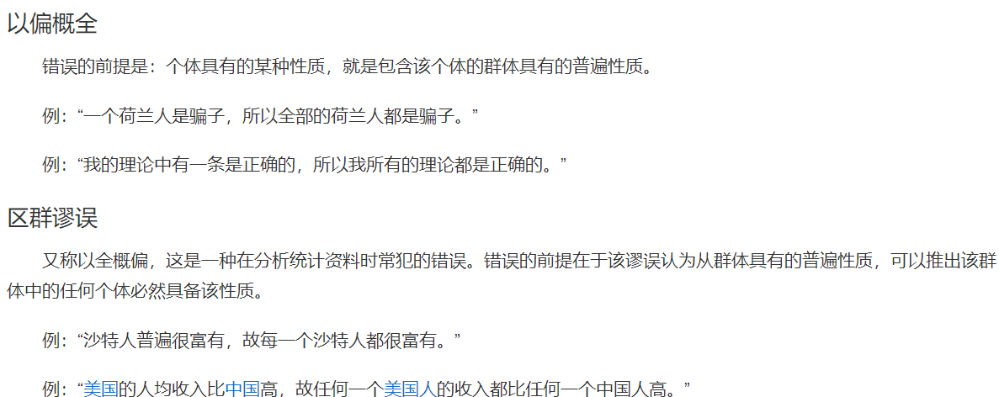 以偏概全
错误的前提是：个体具有的某种性质，就是包含该个体的群体具有的普遍性质。
例：“一个荷兰人是骗子，所以全部的荷兰人都是骗子。”
例：“我的理论中有一条是正确的，所以我所有的理论都是正确的。”
区群谬误
又称以全概偏，这是一种在分析统计资料时常犯的错误。错误的前提在于该谬误认为从群体具有的普遍性质，可以推出该群
体中的任何个体必然具备该性质。
例：“沙特人普遍很富有，故每一个沙特人都很富有。”
例：“美国的人均收入比中国高，故任何一个美国人的收入都比任何一个中国人高。”